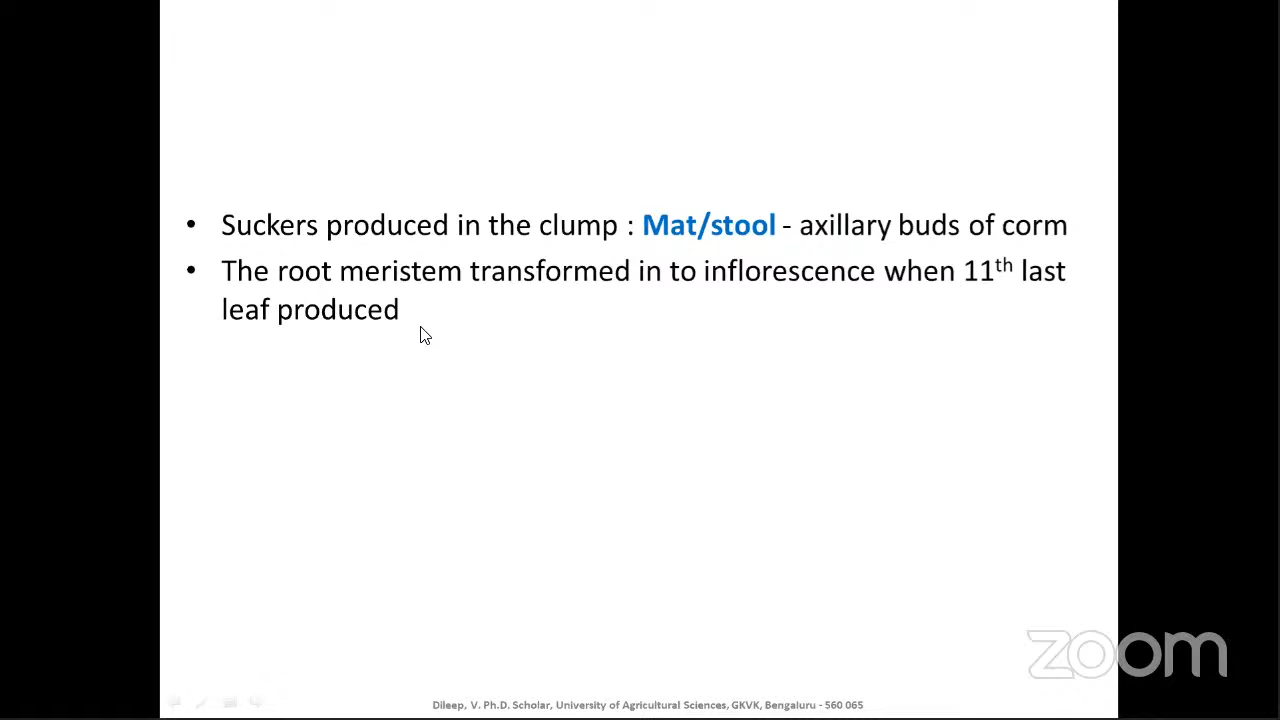 • Suckers produced in the clump : Mat/stool - axillary buds of corm
• The root meristem transformed in to inflorescence when 11th last
leaf produced
zoom
Dileep, V. Ph.D. Scholar, University of Agricultural Sciences, GKVK, Bengaluru - 560 065